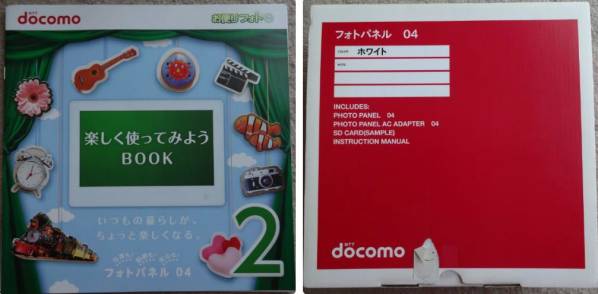 döcomo
お便りフォト
楽しく使ってみよう
BOOK
いつもの暮らしが、
ちょっと楽しくなる。
フォトパネル 04
2
フォトパネル 04
COLOR
ホワイト
INCLUDES:
PHOTO PANEL 04
PHOTO PANEL AC ADAPTER 04
SD CARD(SAMPLE)
INSTRUCTION MANUAL
döcomo